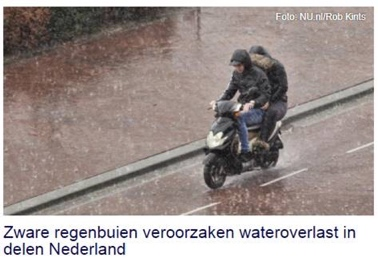 Foto: NU.nl/Rob Kints
Zware regenbuien veroorzaken wateroverlast in
delen Nederland